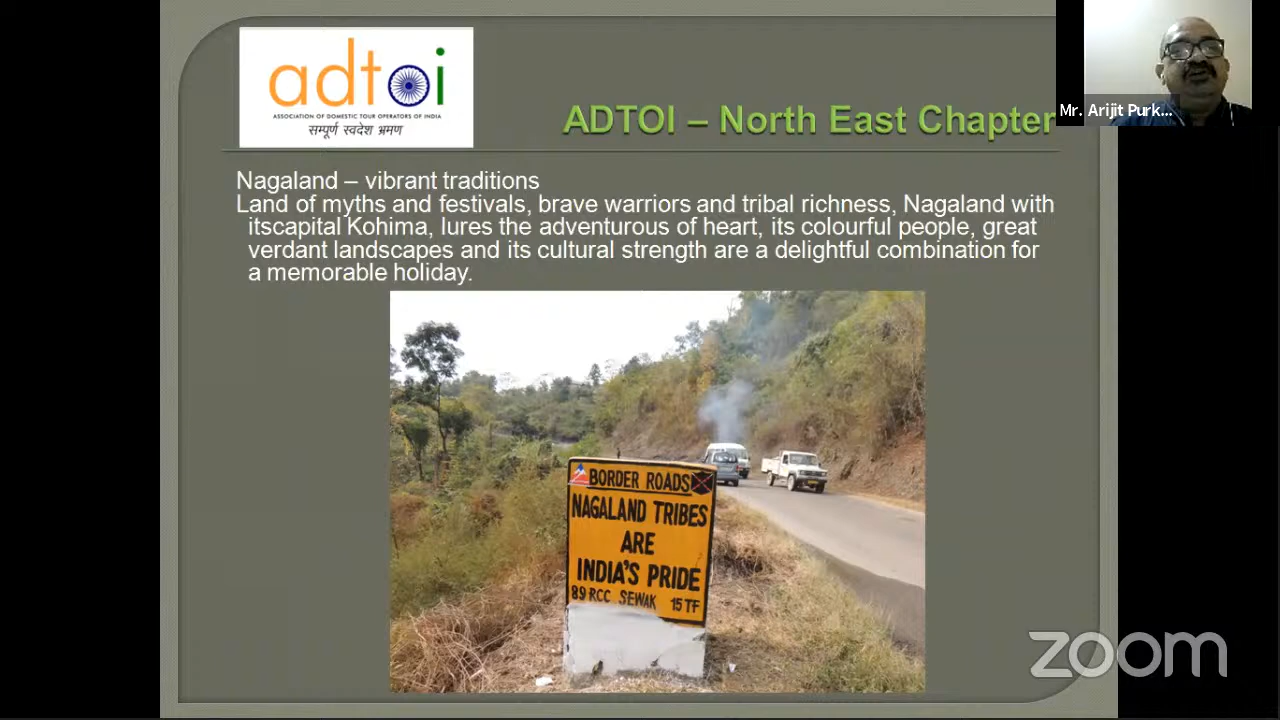 adtoi
ASSOCIATION OF DOMESTIC TOUR OPERATORS OF INDIA
सम्पूर्ण स्वदेश भ्रमण
ADTOI – North East Chapter
Mr. Arijit Purk...
Nagaland – vibrant traditions
Land of myths and festivals, brave warriors and tribal richness, Nagaland with
itscapital Kohima, lures the adventurous of heart, its colourful people, great
verdant landscapes and its cultural strength are a delightful combination for
a memorable holiday.
BORDER ROADS
NAGALAND TRIBES
ARE
INDIA'S PRIDE
89 RCC SEWAK 15 TF
zoom